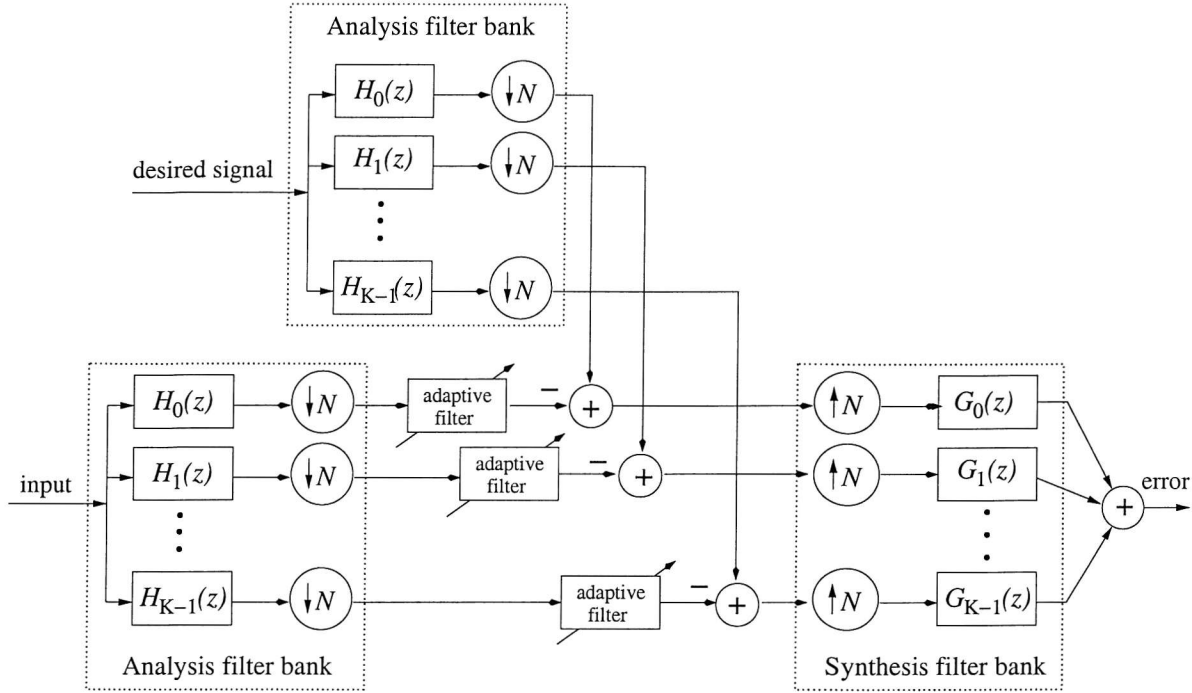 Analysis filter bank
H0(z)
↓N
H1(z)
↓N
desired signal
HK−1(z)
↓N
H0(z)
↓N
adaptive
filter
−
+
↑N
G0(z)
H1(z)
↓N
adaptive
filter
−
+
↑N
G1(z)
input
error
+
HK−1(z)
↓N
adaptive
filter
−
+
↑N
GK−1(z)
Analysis filter bank
Synthesis filter bank